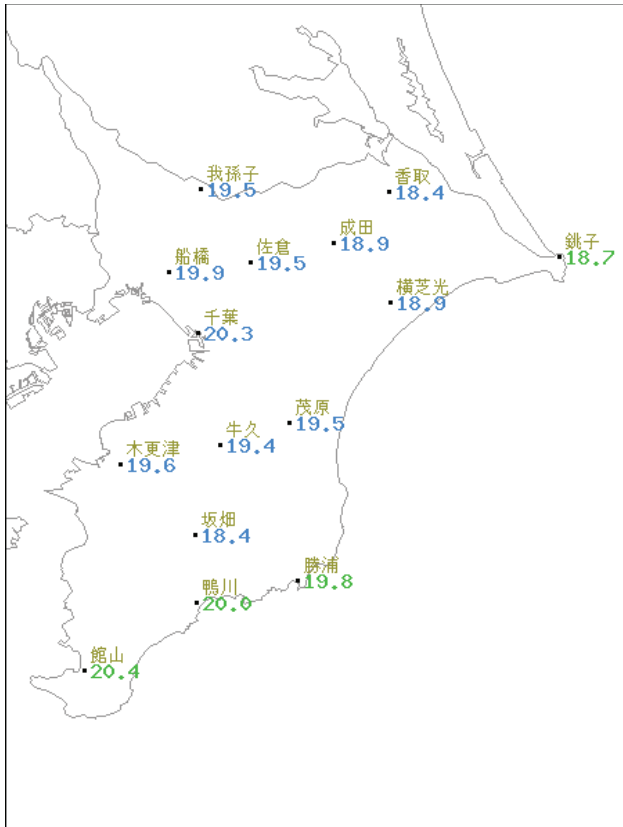 我孫子
19.5
香取
18.4
成田
18.9
佐倉
19.5
船橋
19.9
銚子
18.7
横芝光
18.9
千葉
20.3
茂原
19.5
牛久
19.4
木更津
19.6
坂畑
18.4
勝浦
19.8
鴨川
20.0
館山
20.4